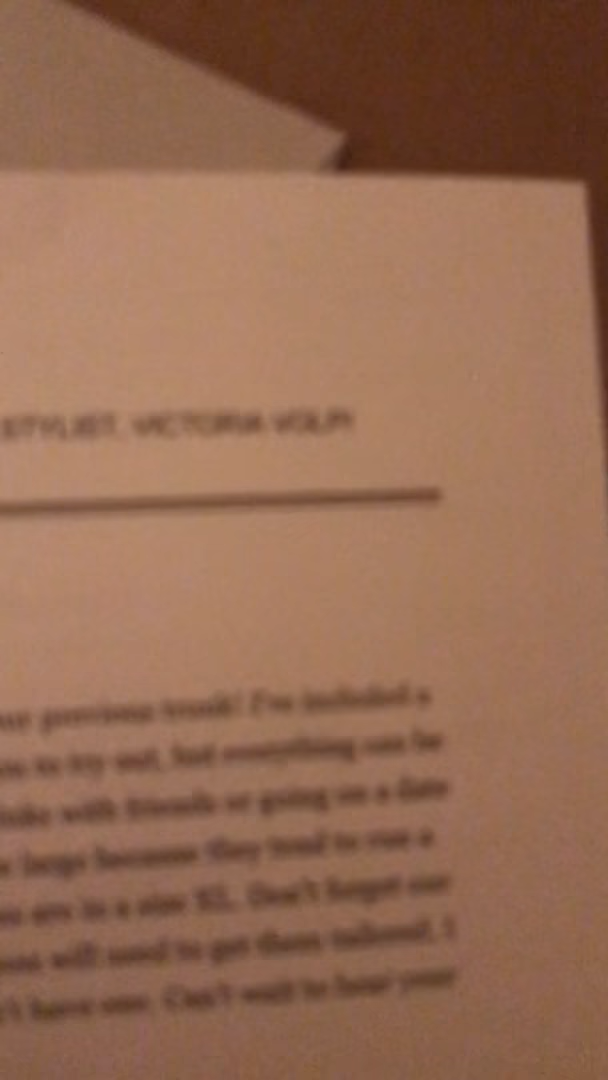 STYLIST, VICTORIA VOLPI
previous trunk! I've included a
to try out, but everything can be
with friends or going on a date
large because they tend to run a
are in a size XL. Don't forget our
will need to get them tailored, I
have one. Can't wait to hear your